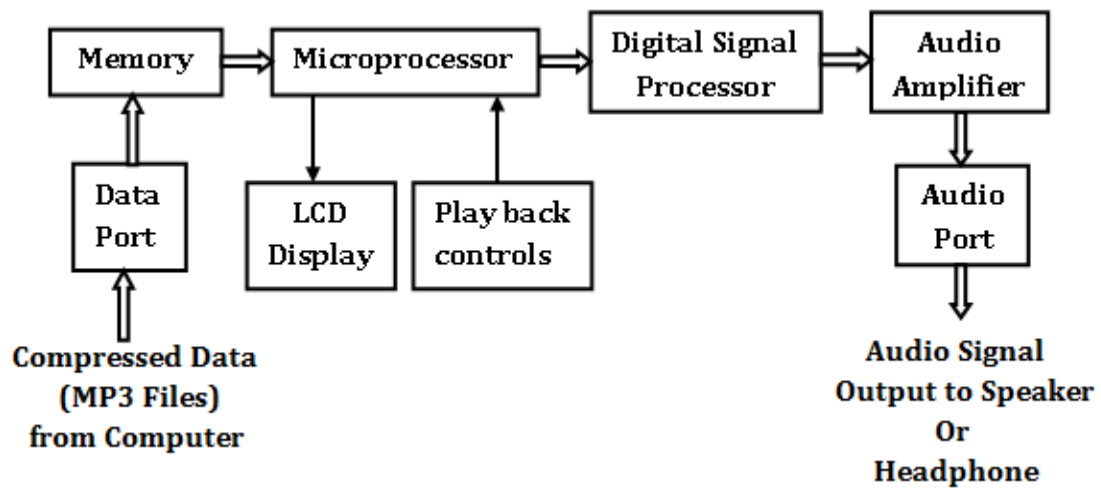 Memory
Microprocessor
Digital Signal
Processor
Audio
Amplifier
Data
Port
LCD
Display
Play back
controls
Audio
Port
Compressed Data
(MP3 Files)
from Computer
Audio Signal
Output to Speaker
Or
Headphone